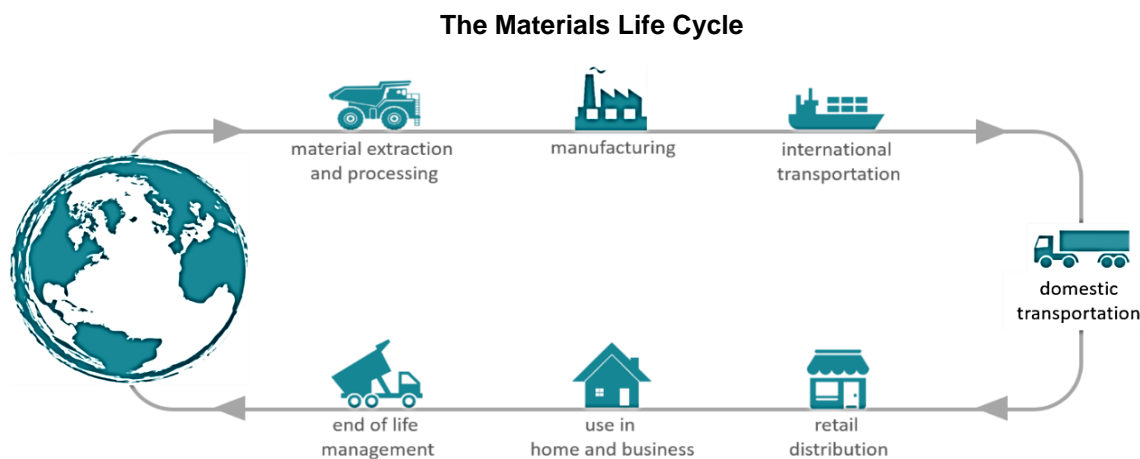 The Materials Life Cycle
material extraction
and processing
manufacturing
international
transportation
domestic
transportation
end of life
management
use in
home and business
retail
distribution